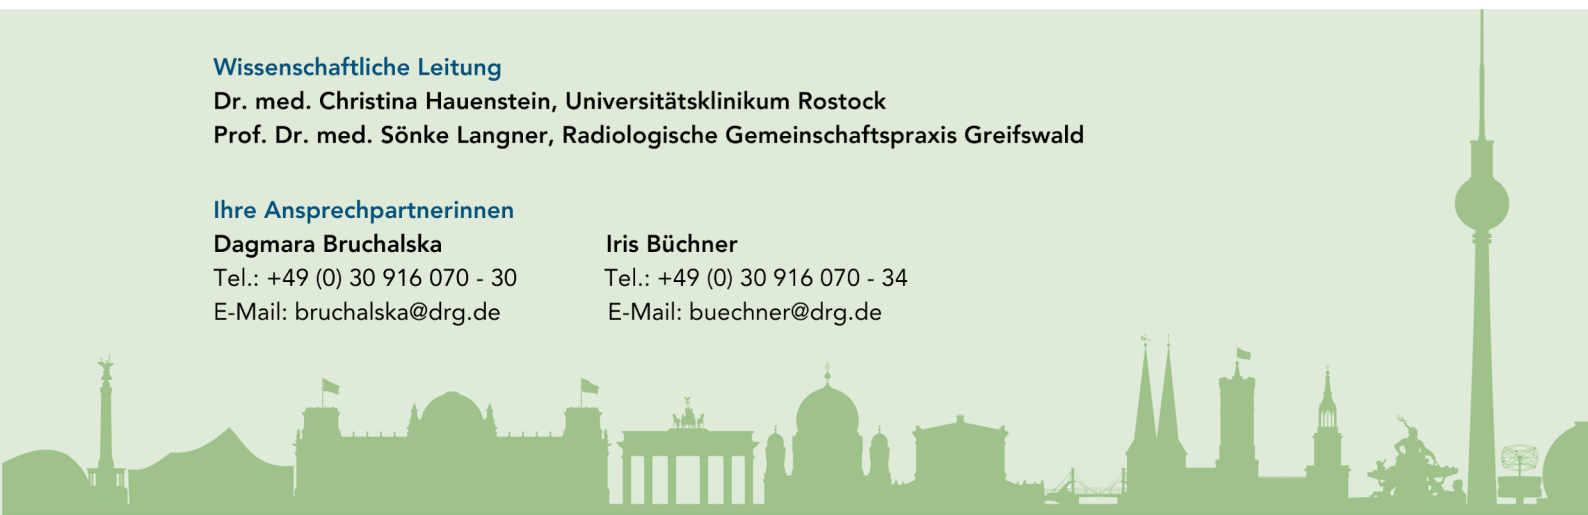 Wissenschaftliche Leitung
Dr. med. Christina Hauenstein, Universitätsklinikum Rostock
Prof. Dr. med. Sönke Langner, Radiologische Gemeinschaftspraxis Greifswald
Ihre Ansprechpartnerinnen
Dagmara Bruchalska
Tel.: +49 (0) 30 916 070 - 30
E-Mail: bruchalska@drg.de
Iris Büchner
Tel.: +49 (0) 30 916 070 - 34
E-Mail: buechner@drg.de